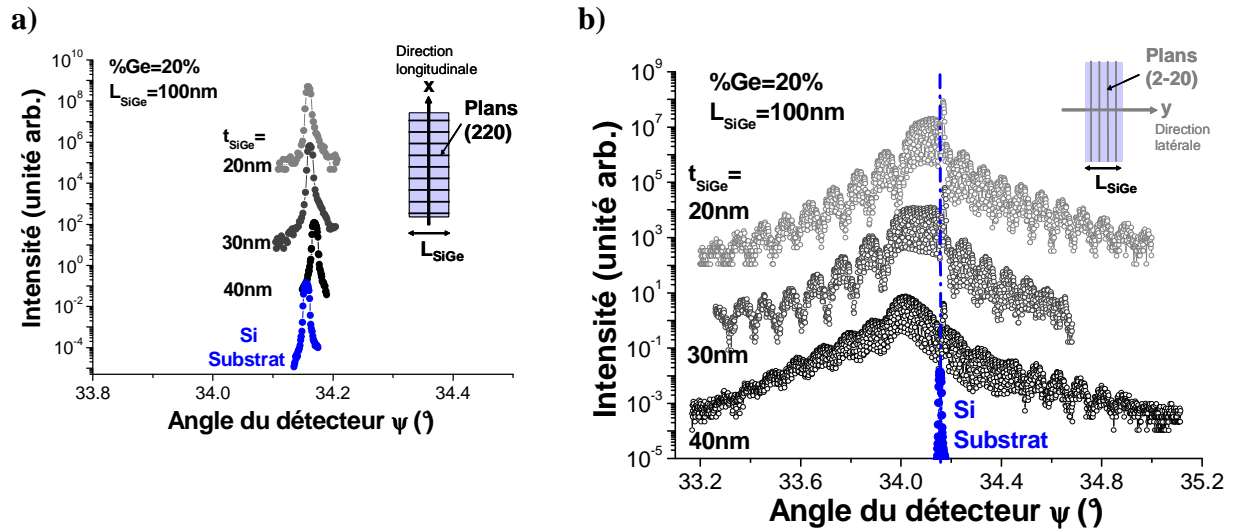 a)
%Ge=20%
L_SiGe=100nm
t_SiGe=
20nm
30nm
40nm
Si
Substrat
Direction
longitudinale
x
Plans
(220)
L_SiGe
Intensité (unité arb.)
10^10
10^8
10^6
10^4
10^2
10^0
10^-2
10^-4
33.8
34.0
34.2
34.4
Angle du détecteur ψ (°)
b)
%Ge=20%
L_SiGe=100nm
t_SiGe=
20nm
30nm
40nm
Si
Substrat
Plans
(2-20)
y
Direction
latérale
L_SiGe
Intensité (unité arb.)
10^9
10^7
10^5
10^3
10^1
10^-1
10^-3
10^-5
33.2
33.6
34.0
34.4
34.8
35.2
Angle du détecteur ψ (°)